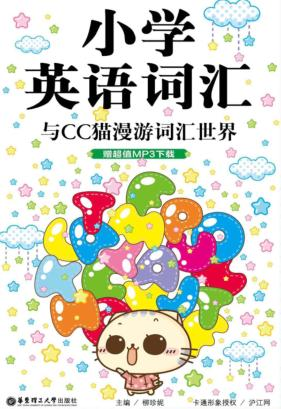 小学
英语词汇
与CC猫漫游词汇世界
赠超值MP3下载
华东理工大学出版社
主编 / 柳珍妮 卡通形象授权 / 沪江网